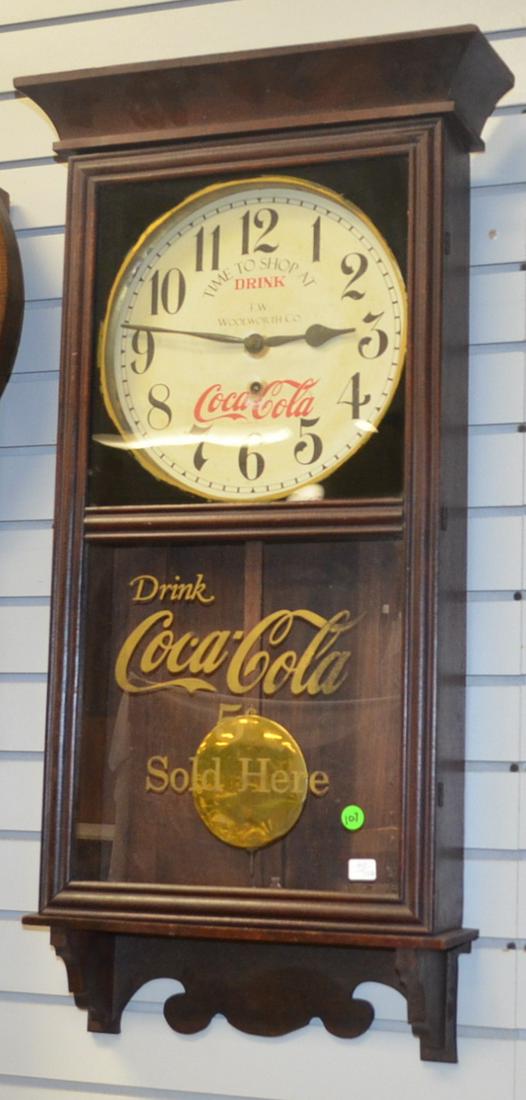 12
11
1
10
2
9
3
8
4
7
5
6
TIME TO SHOP AT
DRINK
F.W.
WOOLWORTH CO.
Coca-Cola
Drink
Coca-Cola
5¢
Sold Here
107